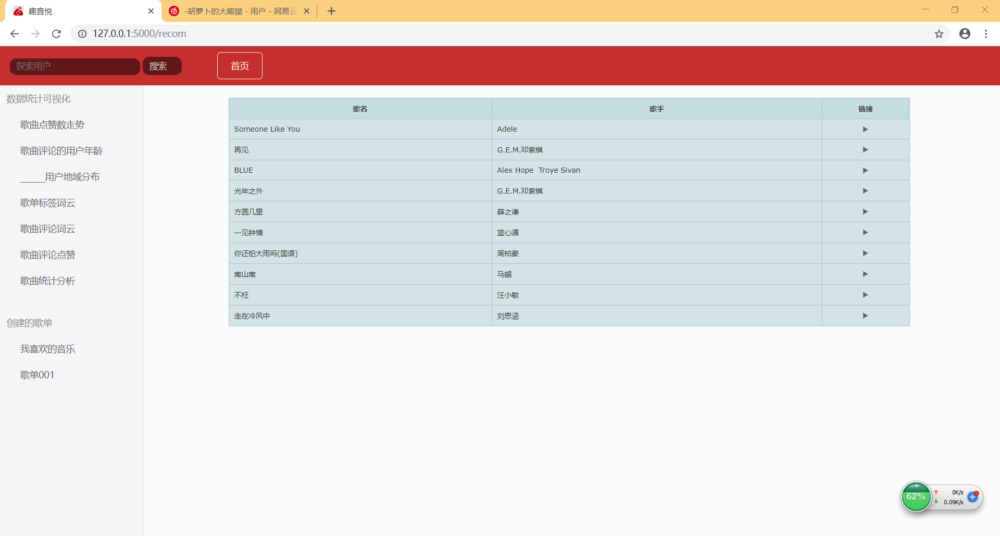 趣音悦
-胡萝卜的大熊猫 - 用户 - 网易云
127.0.0.1:5000/recom
探索用户
搜索
首页
数据统计可视化
歌曲点赞数走势
歌曲评论的用户年龄
______用户地域分布
歌单标签词云
歌曲评论词云
歌曲评论点赞
歌曲统计分析
创建的歌单
我喜欢的音乐
歌单001
歌名 歌手 链接
Someone Like You Adele
再见 G.E.M.邓紫棋
BLUE Alex Hope Troye Sivan
光年之外 G.E.M.邓紫棋
方圆几里 薛之谦
一见钟情 蓝心湄
你还怕大雨吗(国语) 周柏豪
南山南 马頔
不枉 汪小敏
走在冷风中 刘思涵
62%
0K/s
0.09K/s